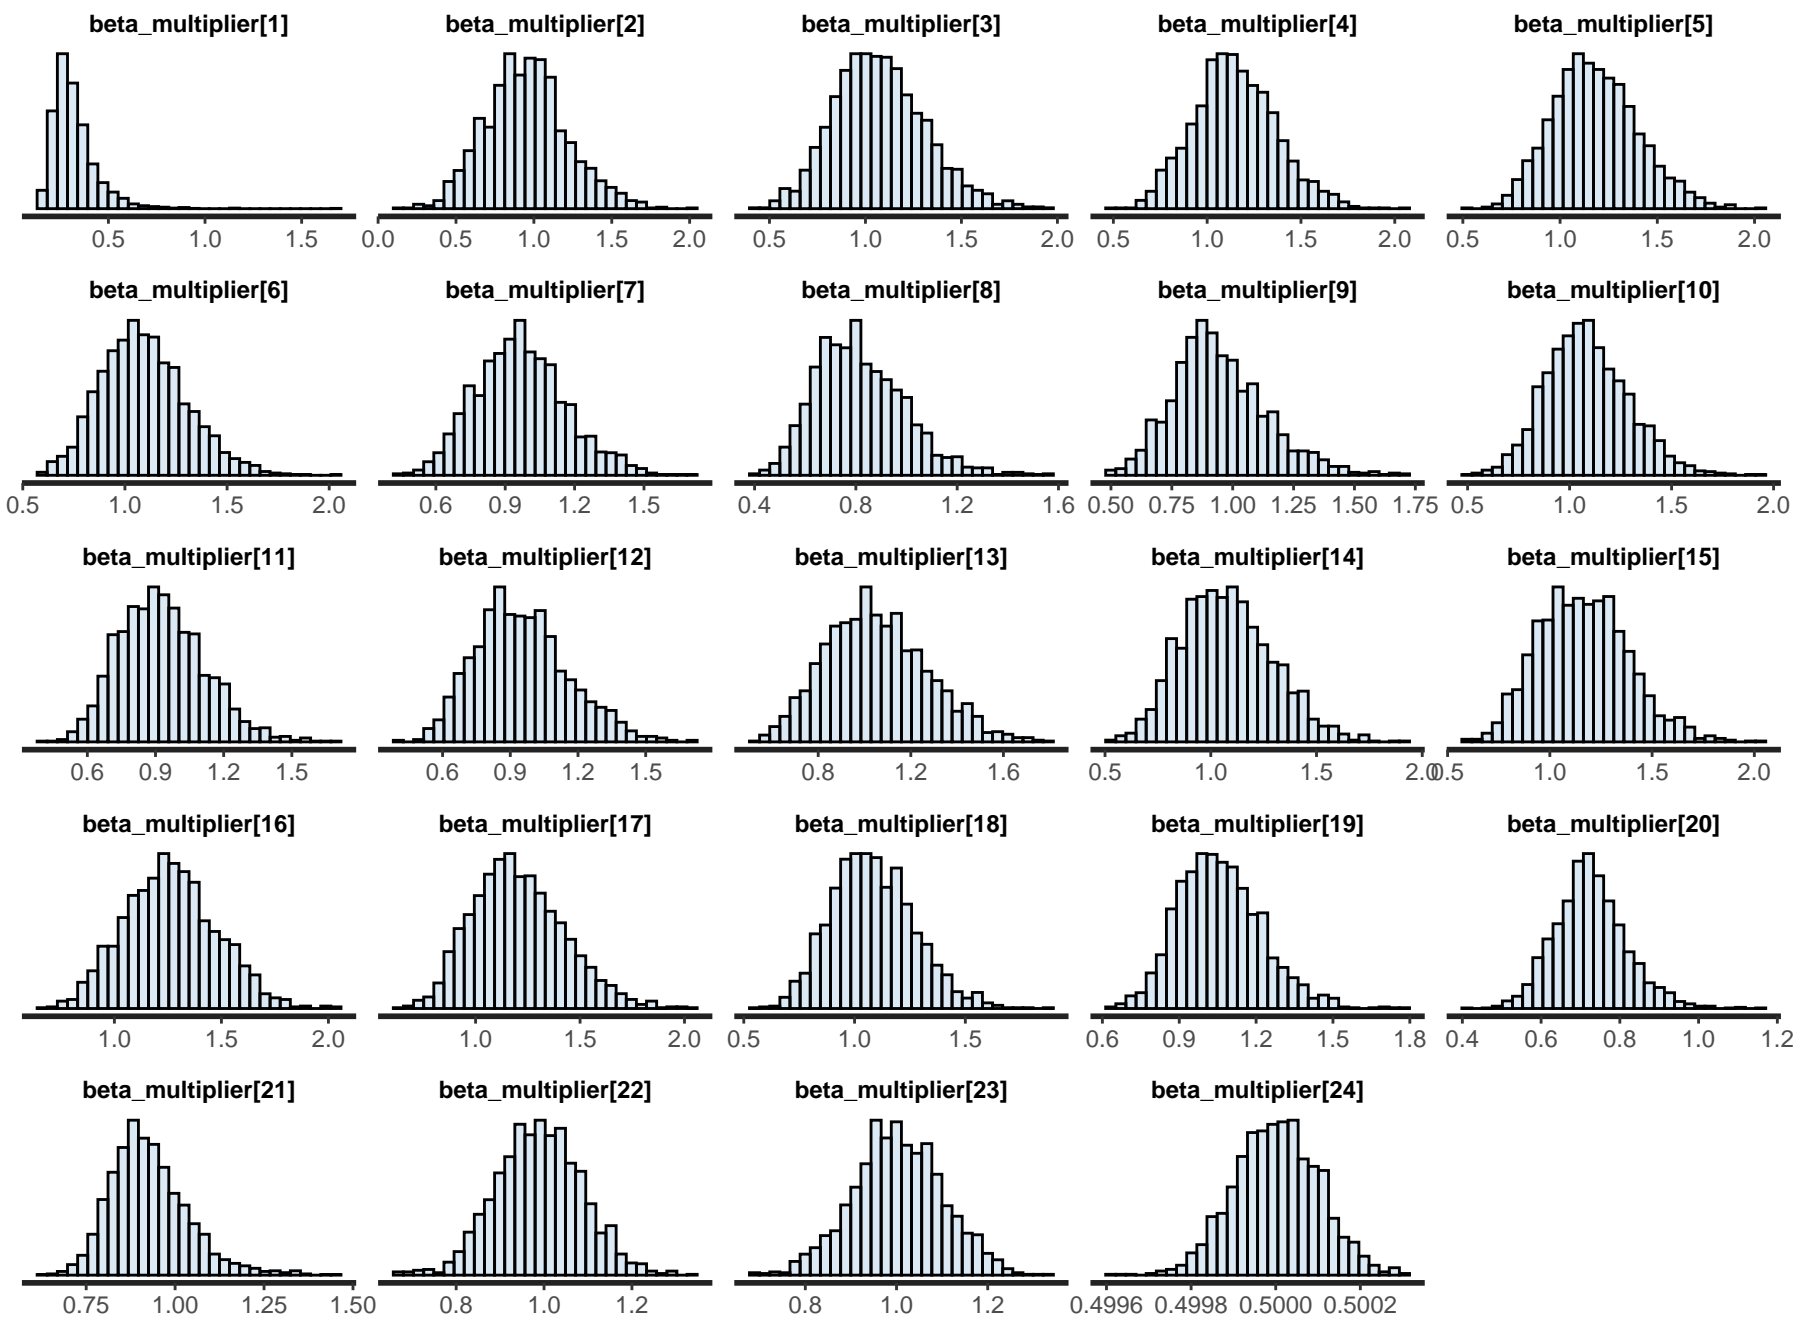 beta_multiplier[1] beta_multiplier[2] beta_multiplier[3] beta_multiplier[4] beta_multiplier[5]
0.5 1.0 1.5 0.0 0.5 1.0 1.5 2.0 0.5 1.0 1.5 2.0 0.5 1.0 1.5 2.0 0.5 1.0 1.5 2.0
beta_multiplier[6] beta_multiplier[7] beta_multiplier[8] beta_multiplier[9] beta_multiplier[10]
0.5 1.0 1.5 2.0 0.6 0.9 1.2 1.5 0.4 0.8 1.2 1.6 0.50 0.75 1.00 1.25 1.50 1.75 0.5 1.0 1.5 2.0
beta_multiplier[11] beta_multiplier[12] beta_multiplier[13] beta_multiplier[14] beta_multiplier[15]
0.6 0.9 1.2 1.5 0.6 0.9 1.2 1.5 0.8 1.2 1.6 0.5 1.0 1.5 2.0 0.5 1.0 1.5 2.0
beta_multiplier[16] beta_multiplier[17] beta_multiplier[18] beta_multiplier[19] beta_multiplier[20]
1.0 1.5 2.0 1.0 1.5 2.0 0.5 1.0 1.5 0.6 0.9 1.2 1.5 1.8 0.4 0.6 0.8 1.0 1.2
beta_multiplier[21] beta_multiplier[22] beta_multiplier[23] beta_multiplier[24]
0.75 1.00 1.25 1.50 0.8 1.0 1.2 0.8 1.0 1.2 0.4996 0.4998 0.5000 0.5002